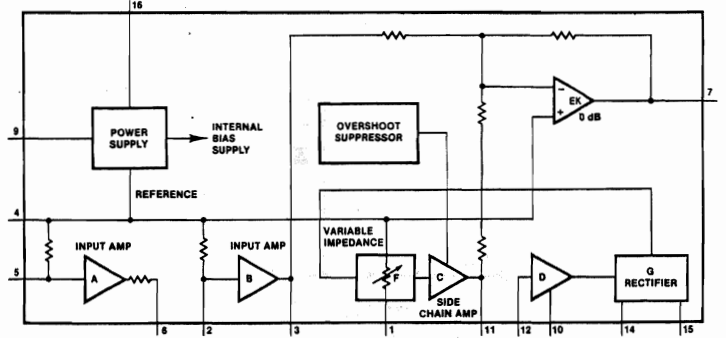 16
7
EK
0 dB
−
+
9
POWER
SUPPLY
INTERNAL
BIAS
SUPPLY
OVERSHOOT
SUPPRESSOR
REFERENCE
4
INPUT AMP
INPUT AMP
VARIABLE
IMPEDANCE
5
A
B
F
C
SIDE
CHAIN AMP
D
G
RECTIFIER
6
2
3
1
11
12
10
14
15